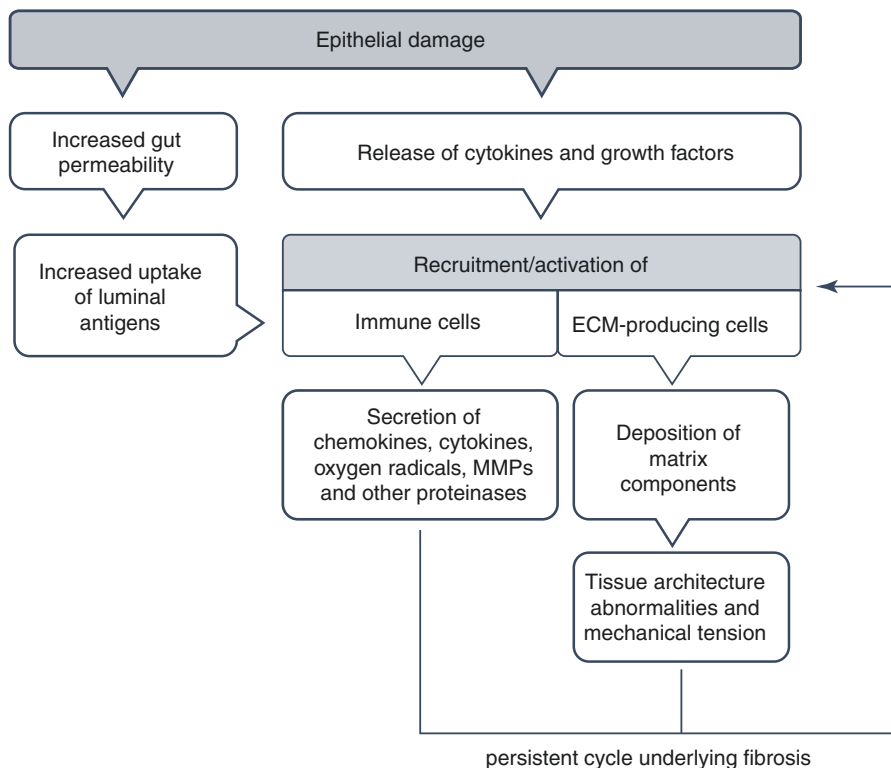 Epithelial damage
Increased gut
permeability
Release of cytokines and growth factors
Increased uptake
of luminal
antigens
Recruitment/activation of
Immune cells
ECM-producing cells
Secretion of
chemokines, cytokines,
oxygen radicals, MMPs
and other proteinases
Deposition of
matrix
components
Tissue architecture
abnormalities and
mechanical tension
persistent cycle underlying fibrosis